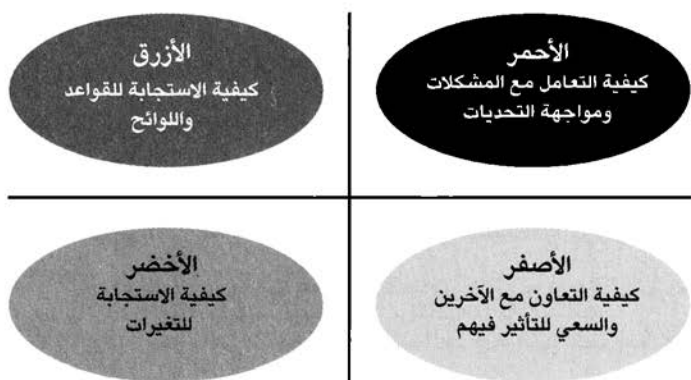 الأحمر
كيفية التعامل مع المشكلات
ومواجهة التحديات
الأزرق
كيفية الاستجابة للقواعد
واللوائح
الأصفر
كيفية التعاون مع الآخرين
والسعي للتأثير فيهم
الأخضر
كيفية الاستجابة
للتغيرات